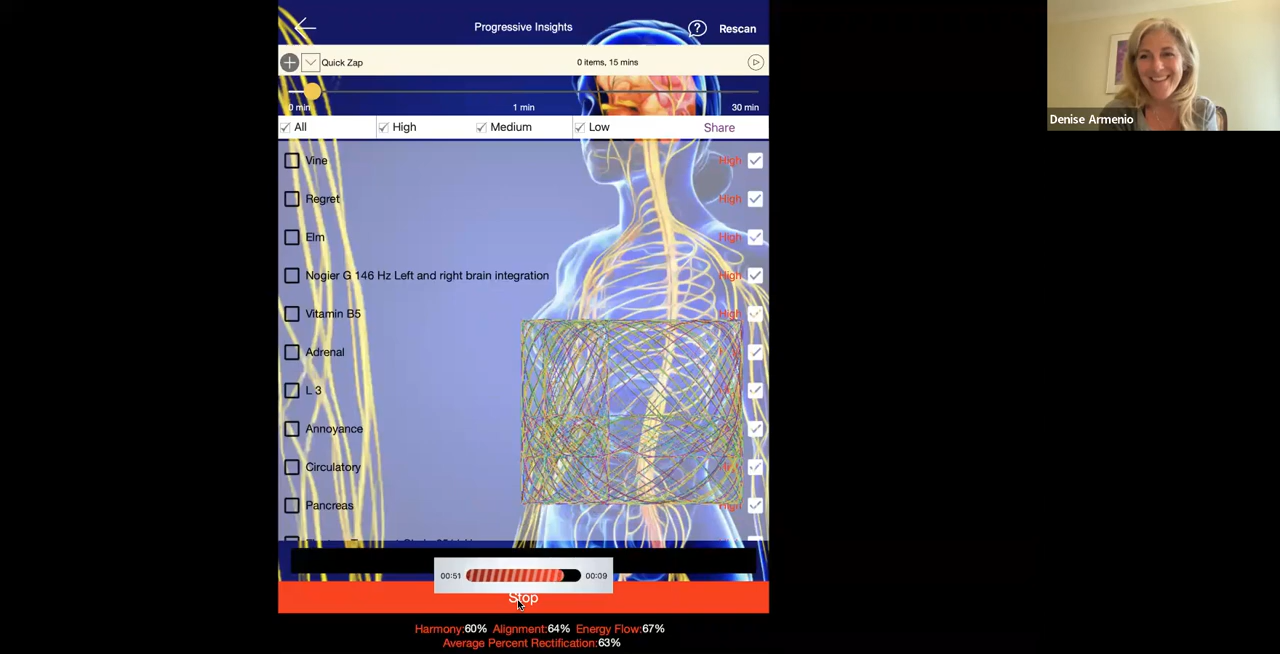 Progressive Insights
? Rescan
Quick Zap 0 items, 15 mins
0 min 1 min 30 min
All High Medium Low Share
Vine High
Regret High
Elm High
Nogier G 146 Hz Left and right brain integration High
Vitamin B5 High
Adrenal
L 3
Annoyance
Circulatory
Pancreas High
00:51 00:09
Stop
Harmony:60% Alignment:64% Energy Flow:67%
Average Percent Rectification:63%
Denise Armenio